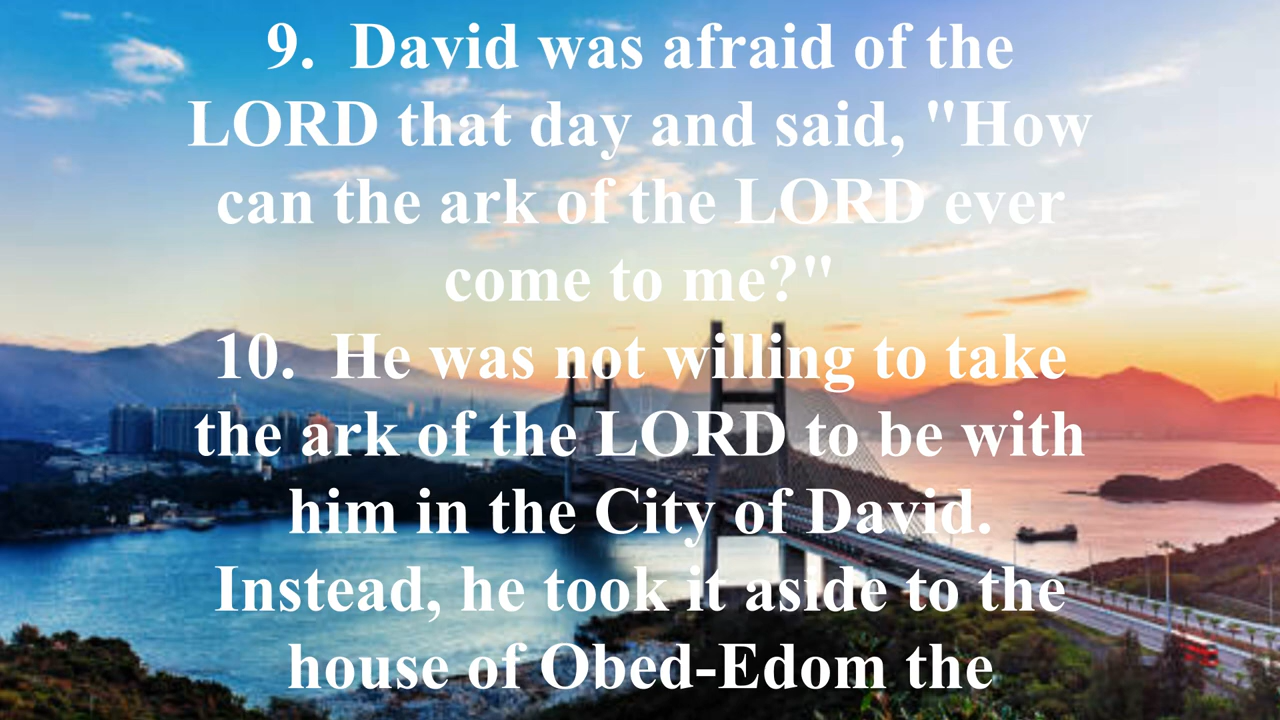 9.  David was afraid of the
LORD that day and said, "How
can the ark of the LORD ever
come to me?"
10.  He was not willing to take
the ark of the LORD to be with
him in the City of David.
Instead, he took it aside to the
house of Obed-Edom the